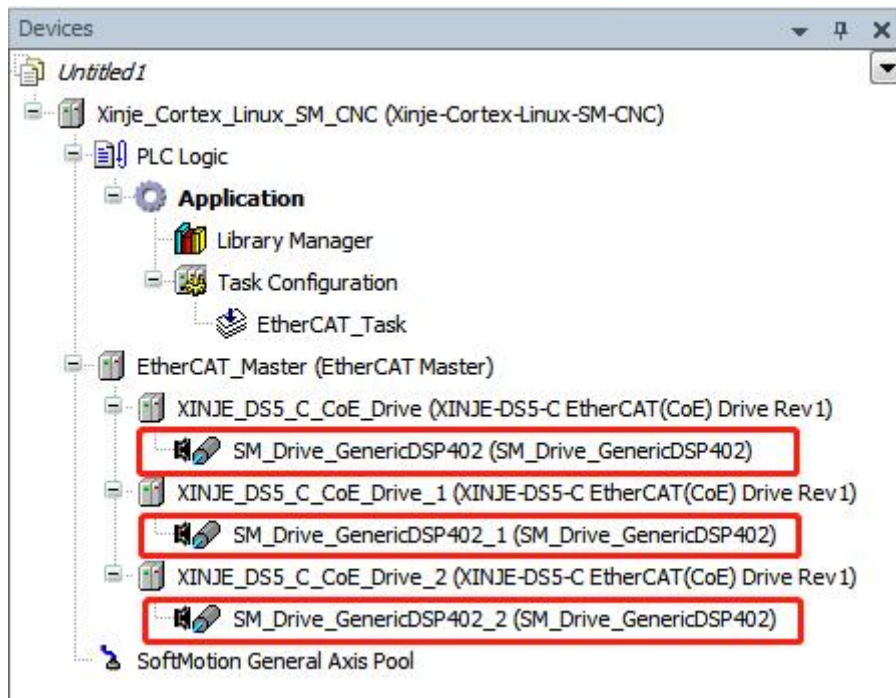 Devices
Untitled1
Xinje_Cortex_Linux_SM_CNC (Xinje-Cortex-Linux-SM-CNC)
PLC Logic
Application
Library Manager
Task Configuration
EtherCAT_Task
EtherCAT_Master (EtherCAT Master)
XINJE_DS5_C_CoE_Drive (XINJE-DS5-C EtherCAT(CoE) Drive Rev1)
SM_Drive_GenericDSP402 (SM_Drive_GenericDSP402)
XINJE_DS5_C_CoE_Drive_1 (XINJE-DS5-C EtherCAT(CoE) Drive Rev1)
SM_Drive_GenericDSP402_1 (SM_Drive_GenericDSP402)
XINJE_DS5_C_CoE_Drive_2 (XINJE-DS5-C EtherCAT(CoE) Drive Rev1)
SM_Drive_GenericDSP402_2 (SM_Drive_GenericDSP402)
SoftMotion General Axis Pool